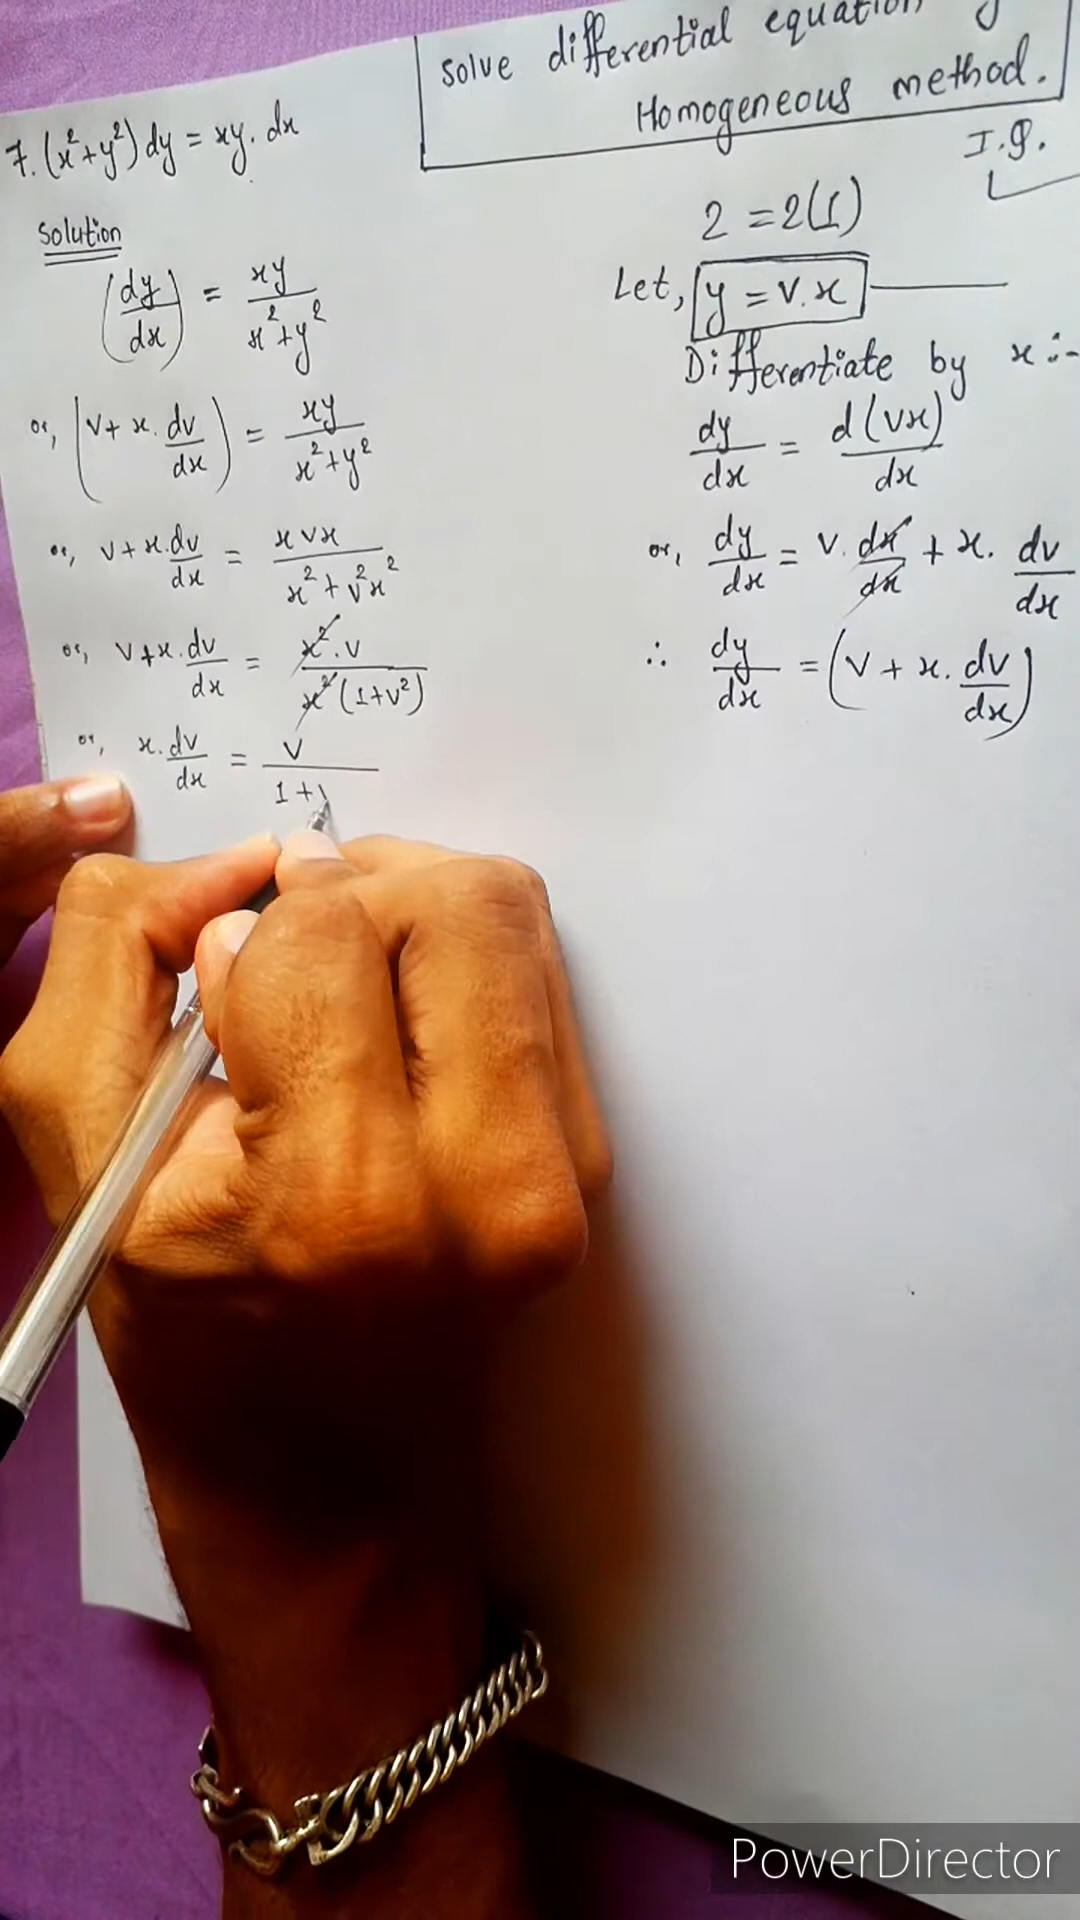 solve differential equation
Homogeneous method.
I.g.
7. (x²+y²) dy = xy. dx
Solution
(dy/dx) = xy/x²+y²
or, (v+ x. dv/dx) = xy/x²+y²
or, v+x.dv/dx = x vx/x²+v²x²
or, v+x.dv/dx = x².v/x²(1+v²)
or, x.dv/dx = v/1+
2 = 2(1)
Let, y = v.x
Differentiate by x :-
dy/dx = d(vx)/dx
or, dy/dx = v. dx/dx + x. dv/dx
∴ dy/dx = (v + x. dv/dx)
PowerDirector